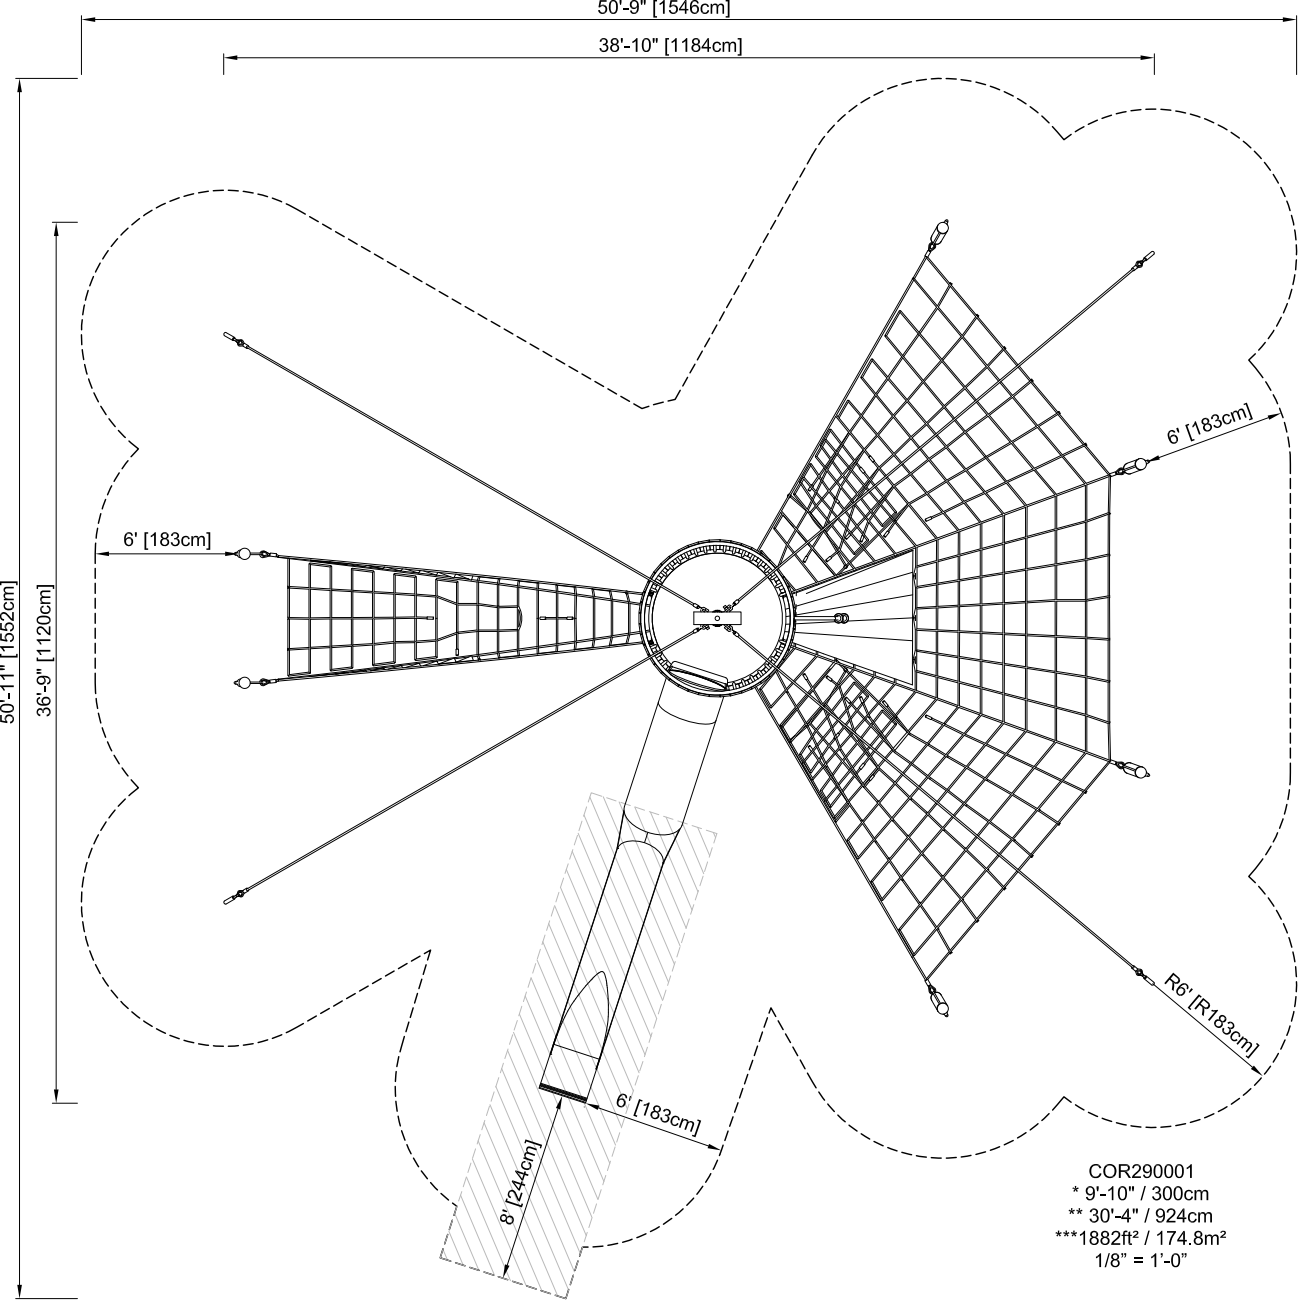 50'-9" [1546cm]
38'-10" [1184cm]
6' [183cm]
6' [183cm]
50'-11" [1552cm]
36'-9" [1120cm]
R6' [R183cm]
6' [183cm]
8' [244cm]
COR290001
* 9'-10" / 300cm
** 30'-4" / 924cm
***1882ft² / 174.8m²
1/8” = 1’-0”